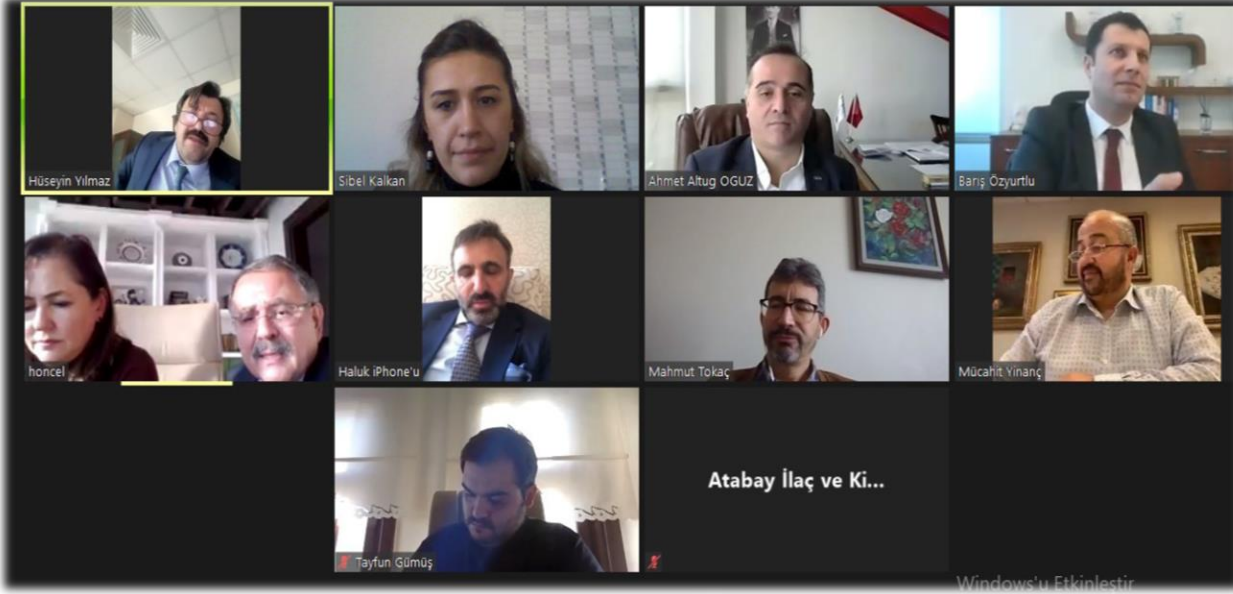 Hüseyin Yılmaz
Sibel Kalkan
Ahmet Altug OGUZ
Barış Özyurtlu
honcel
Haluk iPhone'u
Mahmut Tokaç
Mücahit Yinanç
Tayfun Gümüş
Atabay İlaç ve Ki...
Windows'u Etkinleştir